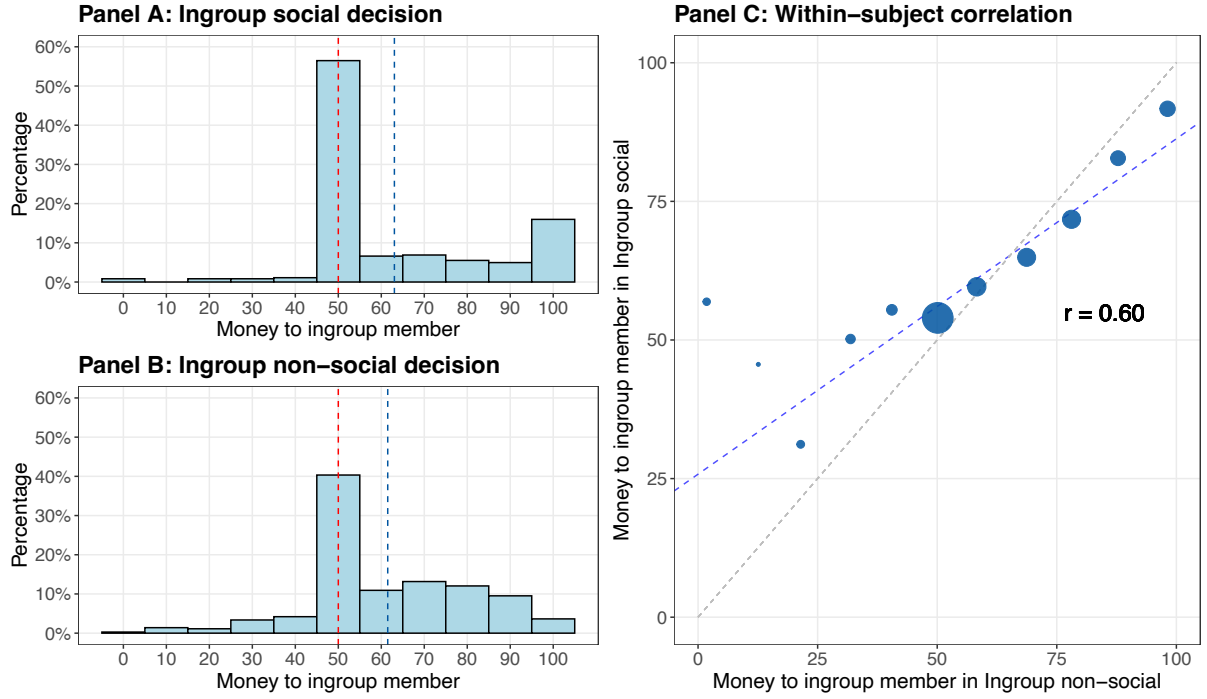 Panel A: Ingroup social decision
60%
50%
40%
30%
20%
10%
0%
Percentage
0 10 20 30 40 50 60 70 80 90 100
Money to ingroup member
Panel B: Ingroup non−social decision
60%
50%
40%
30%
20%
10%
0%
Percentage
0 10 20 30 40 50 60 70 80 90 100
Money to ingroup member
Panel C: Within−subject correlation
100
75
50
25
0
Money to ingroup member in Ingroup social
r = 0.60
0 25 50 75 100
Money to ingroup member in Ingroup non−social